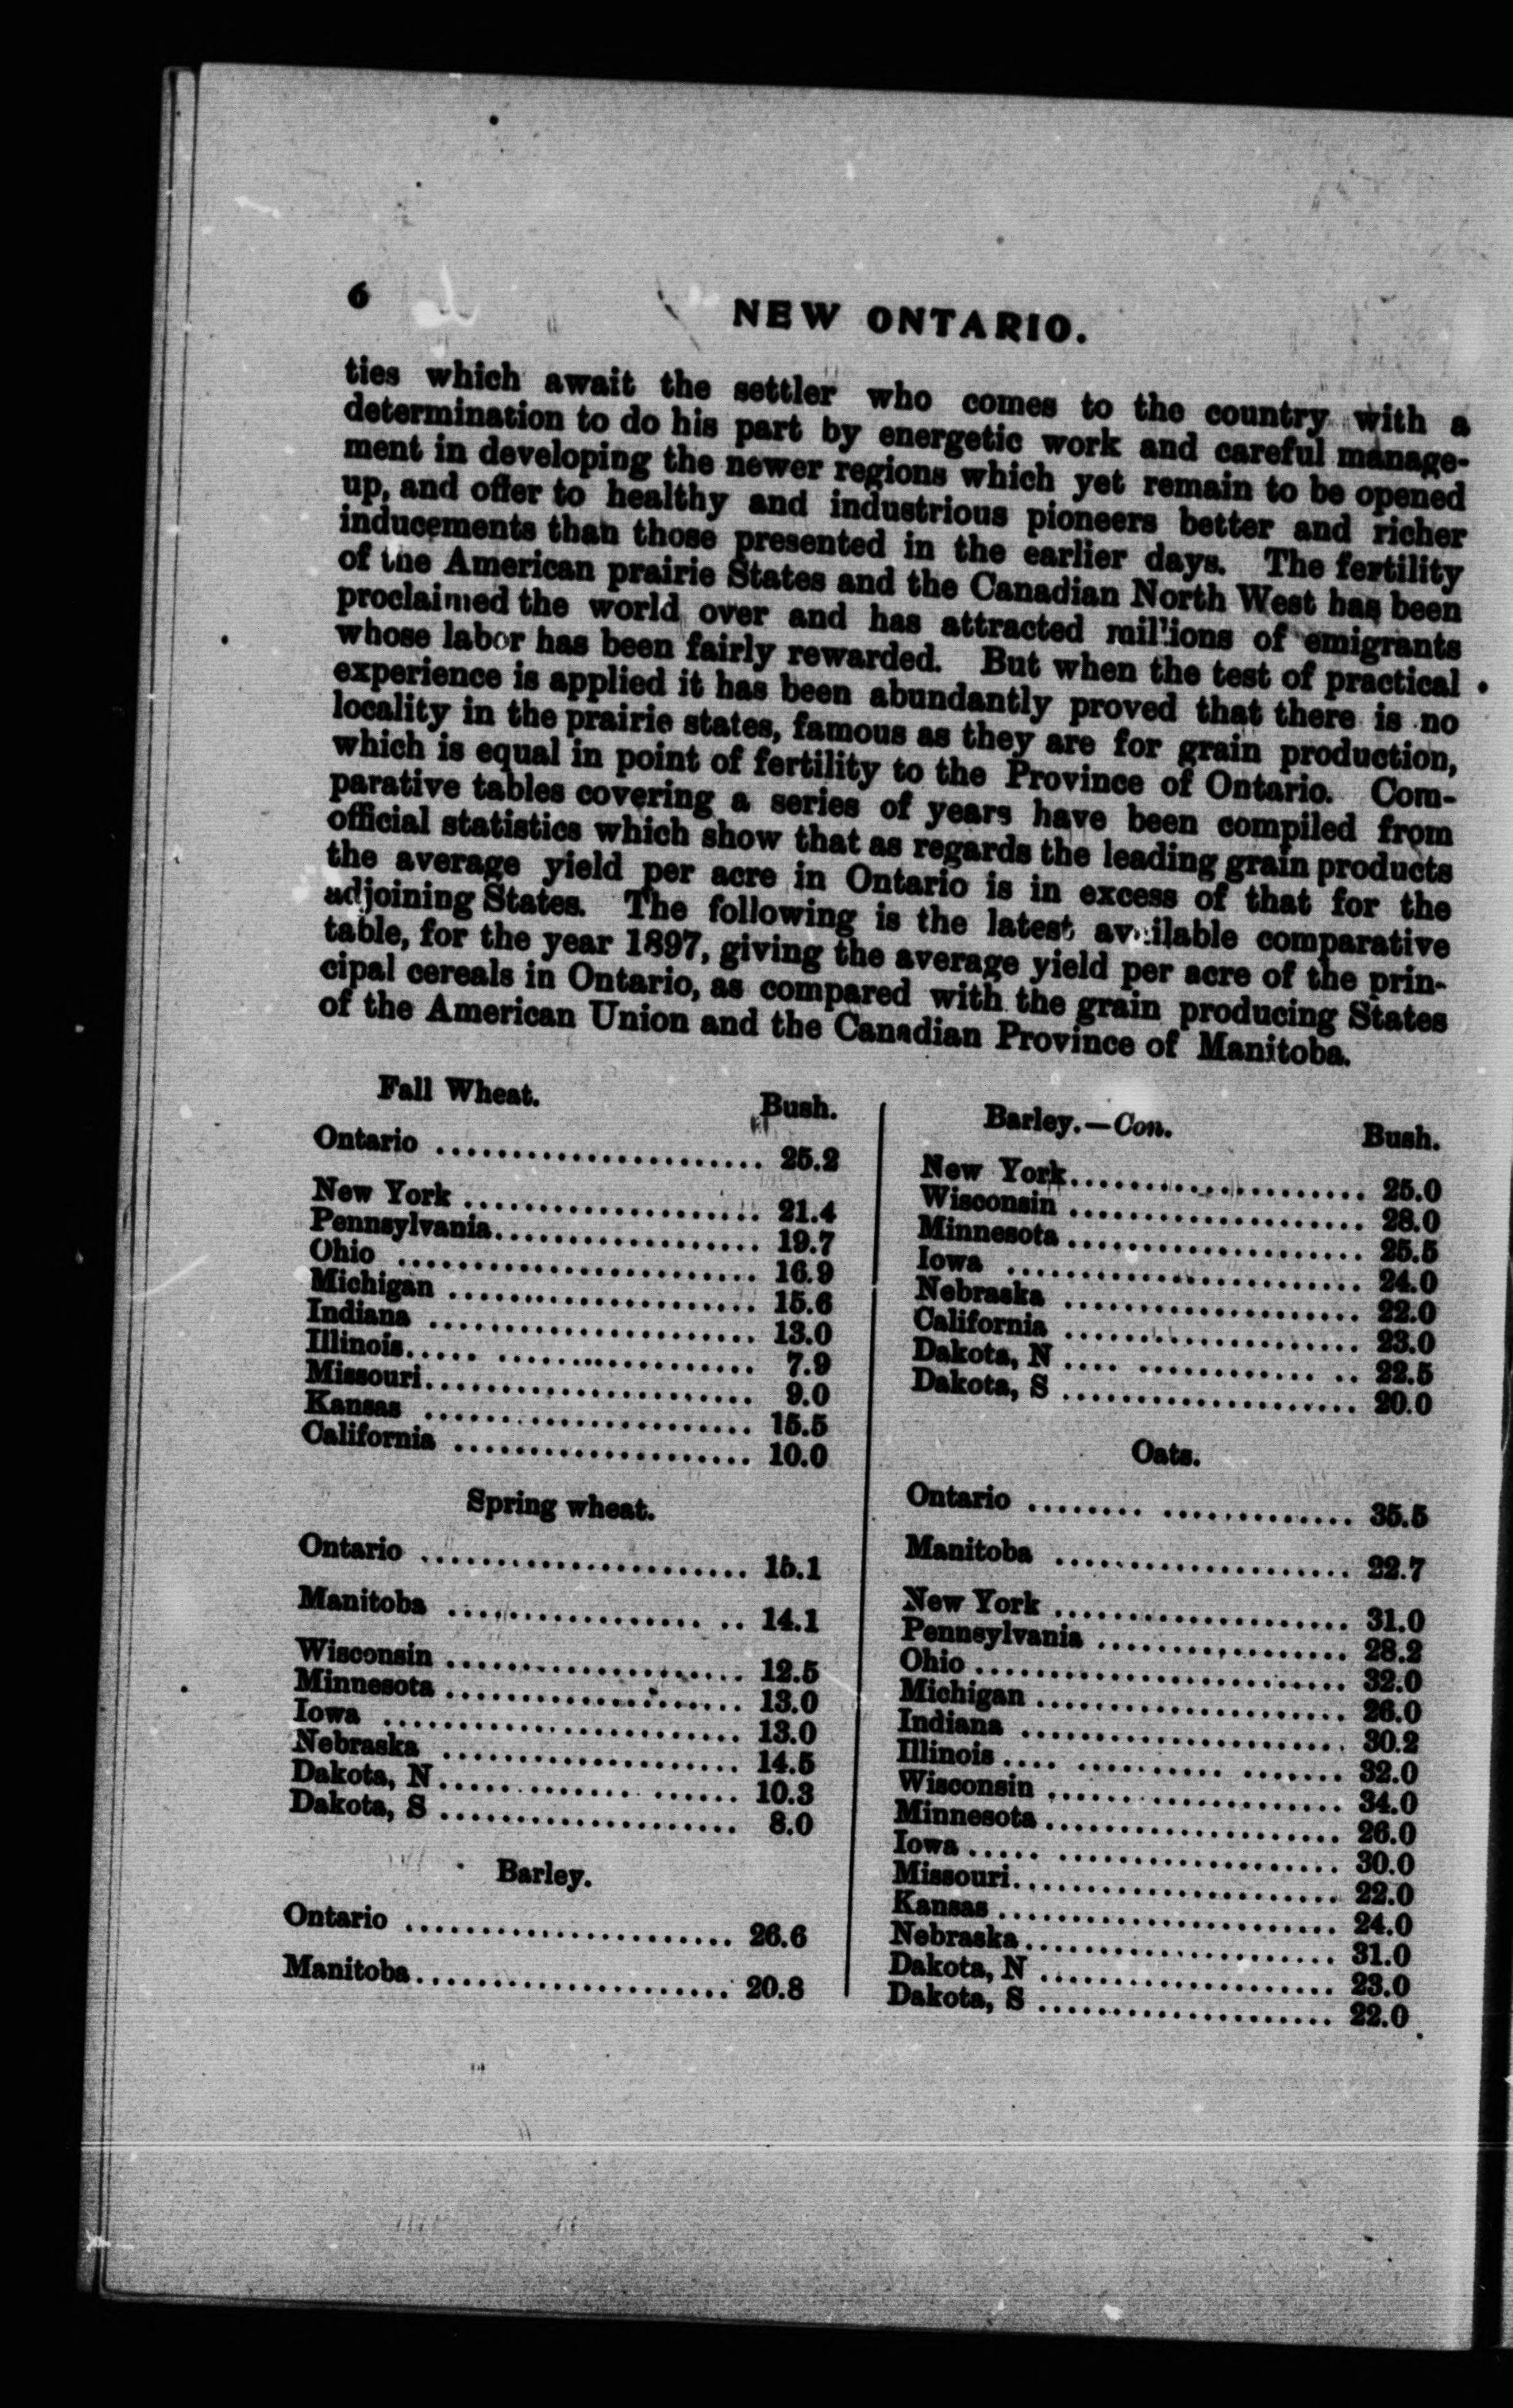 6
NEW ONTARIO.
ties which await the settler who comes to the country with a
determination to do his part by energetic work and careful manage-
ment in developing the newer regions which yet remain to be opened
up, and offer to healthy and industrious pioneers better and richer
inducements than those presented in the earlier days. The fertility
of the American prairie States and the Canadian North West has been
proclaimed the world over and has attracted mil'ions of emigrants
whose labor has been fairly rewarded. But when the test of practical
experience is applied it has been abundantly proved that there is no
locality in the prairie states, famous as they are for grain production,
which is equal in point of fertility to the Province of Ontario. Com-
parative tables covering a series of years have been compiled from
official statistics which show that as regards the leading grain products
the average yield per acre in Ontario is in excess of that for the
adjoining States. The following is the latest available comparative
table, for the year 1897, giving the average yield per acre of the prin-
cipal cereals in Ontario, as compared with the grain producing States
of the American Union and the Canadian Province of Manitoba.
Fall Wheat.
Bush.
Ontario ...................... 25.2
New York .................... 21.4
Pennsylvania.................. 19.7
Ohio ........................ 16.9
Michigan ..................... 15.6
Indiana ...................... 13.0
Illinois..... ................. 7.9
Missouri...................... 9.0
Kansas ...................... 15.5
California .................... 10.0
Spring wheat.
Ontario ...................... 15.1
Manitoba ................. .. 14.1
Wisconsin .................... 12.5
Minnesota .................... 13.0
Iowa ........................ 13.0
Nebraska .................... 14.5
Dakota, N............. ...... 10.3
Dakota, S .................... 8.0
Barley.
Ontario ...................... 26.6
Manitoba..................... 20.8
Barley.—Con.
Bush.
New York.................... 25.0
Wisconsin .................... 28.0
Minnesota .................... 25.5
Iowa ........................ 24.0
Nebraska .................... 22.0
California .................... 23.0
Dakota, N .... ............ .. 22.5
Dakota, S .................... 20.0
Oats.
Ontario ........ ............. 35.5
Manitoba .................... 22.7
New York .................... 31.0
Pennsylvania ................. 28.2
Ohio ......................... 32.0
Michigan ..................... 26.0
Indiana ...................... 30.2
Illinois.... .......... ....... 32.0
Wisconsin .................... 34.0
Minnesota .................... 26.0
Iowa..... ................... 30.0
Missouri...................... 22.0
Kansas ....................... 24.0
Nebraska..................... 31.0
Dakota, N .................... 23.0
Dakota, S .................... 22.0